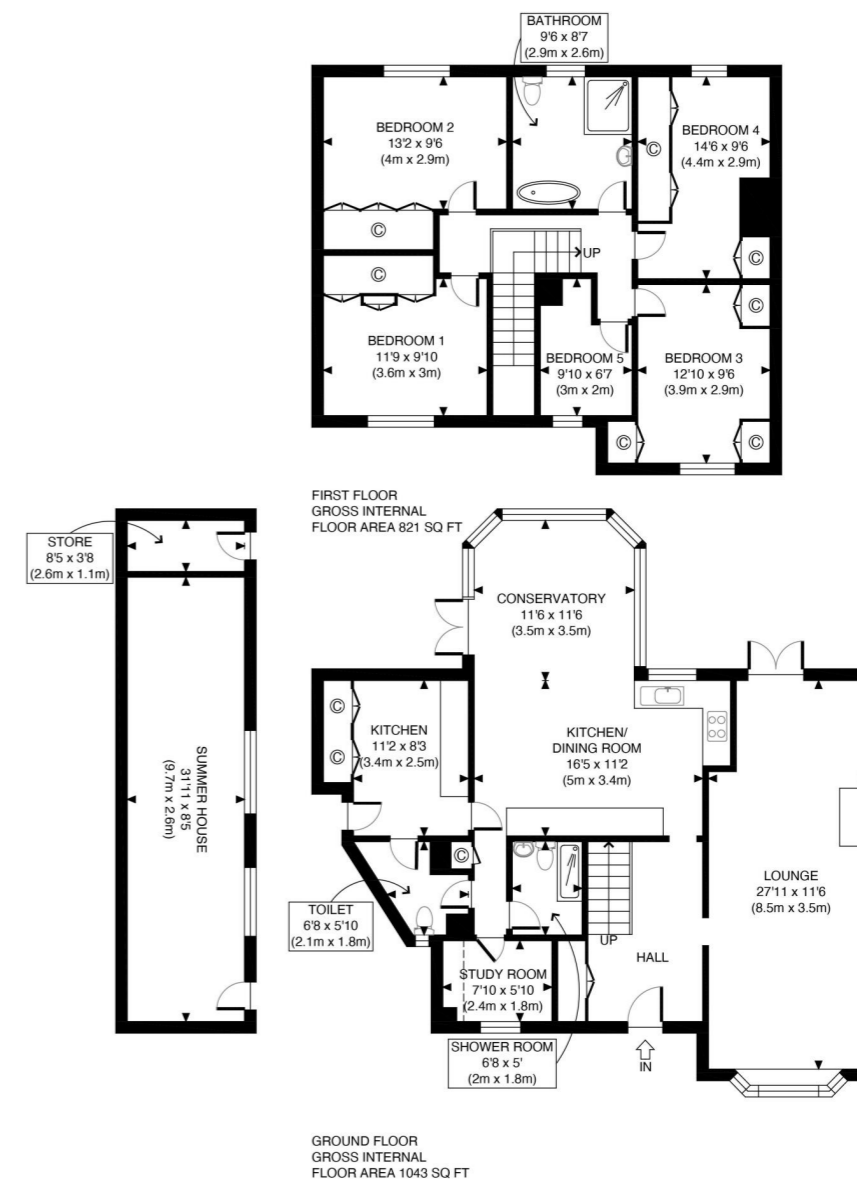 BATHROOM
9'6 x 8'7
(2.9m x 2.6m)
BEDROOM 2
13'2 x 9'6
(4m x 2.9m)
BEDROOM 4
14'6 x 9'6
(4.4m x 2.9m)
C
C
UP
C
C
C
BEDROOM 1
11'9 x 9'10
(3.6m x 3m)
BEDROOM 5
9'10 x 6'7
(3m x 2m)
BEDROOM 3
12'10 x 9'6
(3.9m x 2.9m)
C
C
FIRST FLOOR
GROSS INTERNAL
FLOOR AREA 821 SQ FT
STORE
8'5 x 3'8
(2.6m x 1.1m)
SUMMER HOUSE
31'11 x 8'5
(9.7m x 2.6m)
CONSERVATORY
11'6 x 11'6
(3.5m x 3.5m)
C
C
KITCHEN
11'2 x 8'3
(3.4m x 2.5m)
KITCHEN/
DINING ROOM
16'5 x 11'2
(5m x 3.4m)
LOUNGE
27'11 x 11'6
(8.5m x 3.5m)
C
TOILET
6'8 x 5'10
(2.1m x 1.8m)
UP
HALL
STUDY ROOM
7'10 x 5'10
(2.4m x 1.8m)
SHOWER ROOM
6'8 x 5'
(2m x 1.8m)
IN
GROUND FLOOR
GROSS INTERNAL
FLOOR AREA 1043 SQ FT